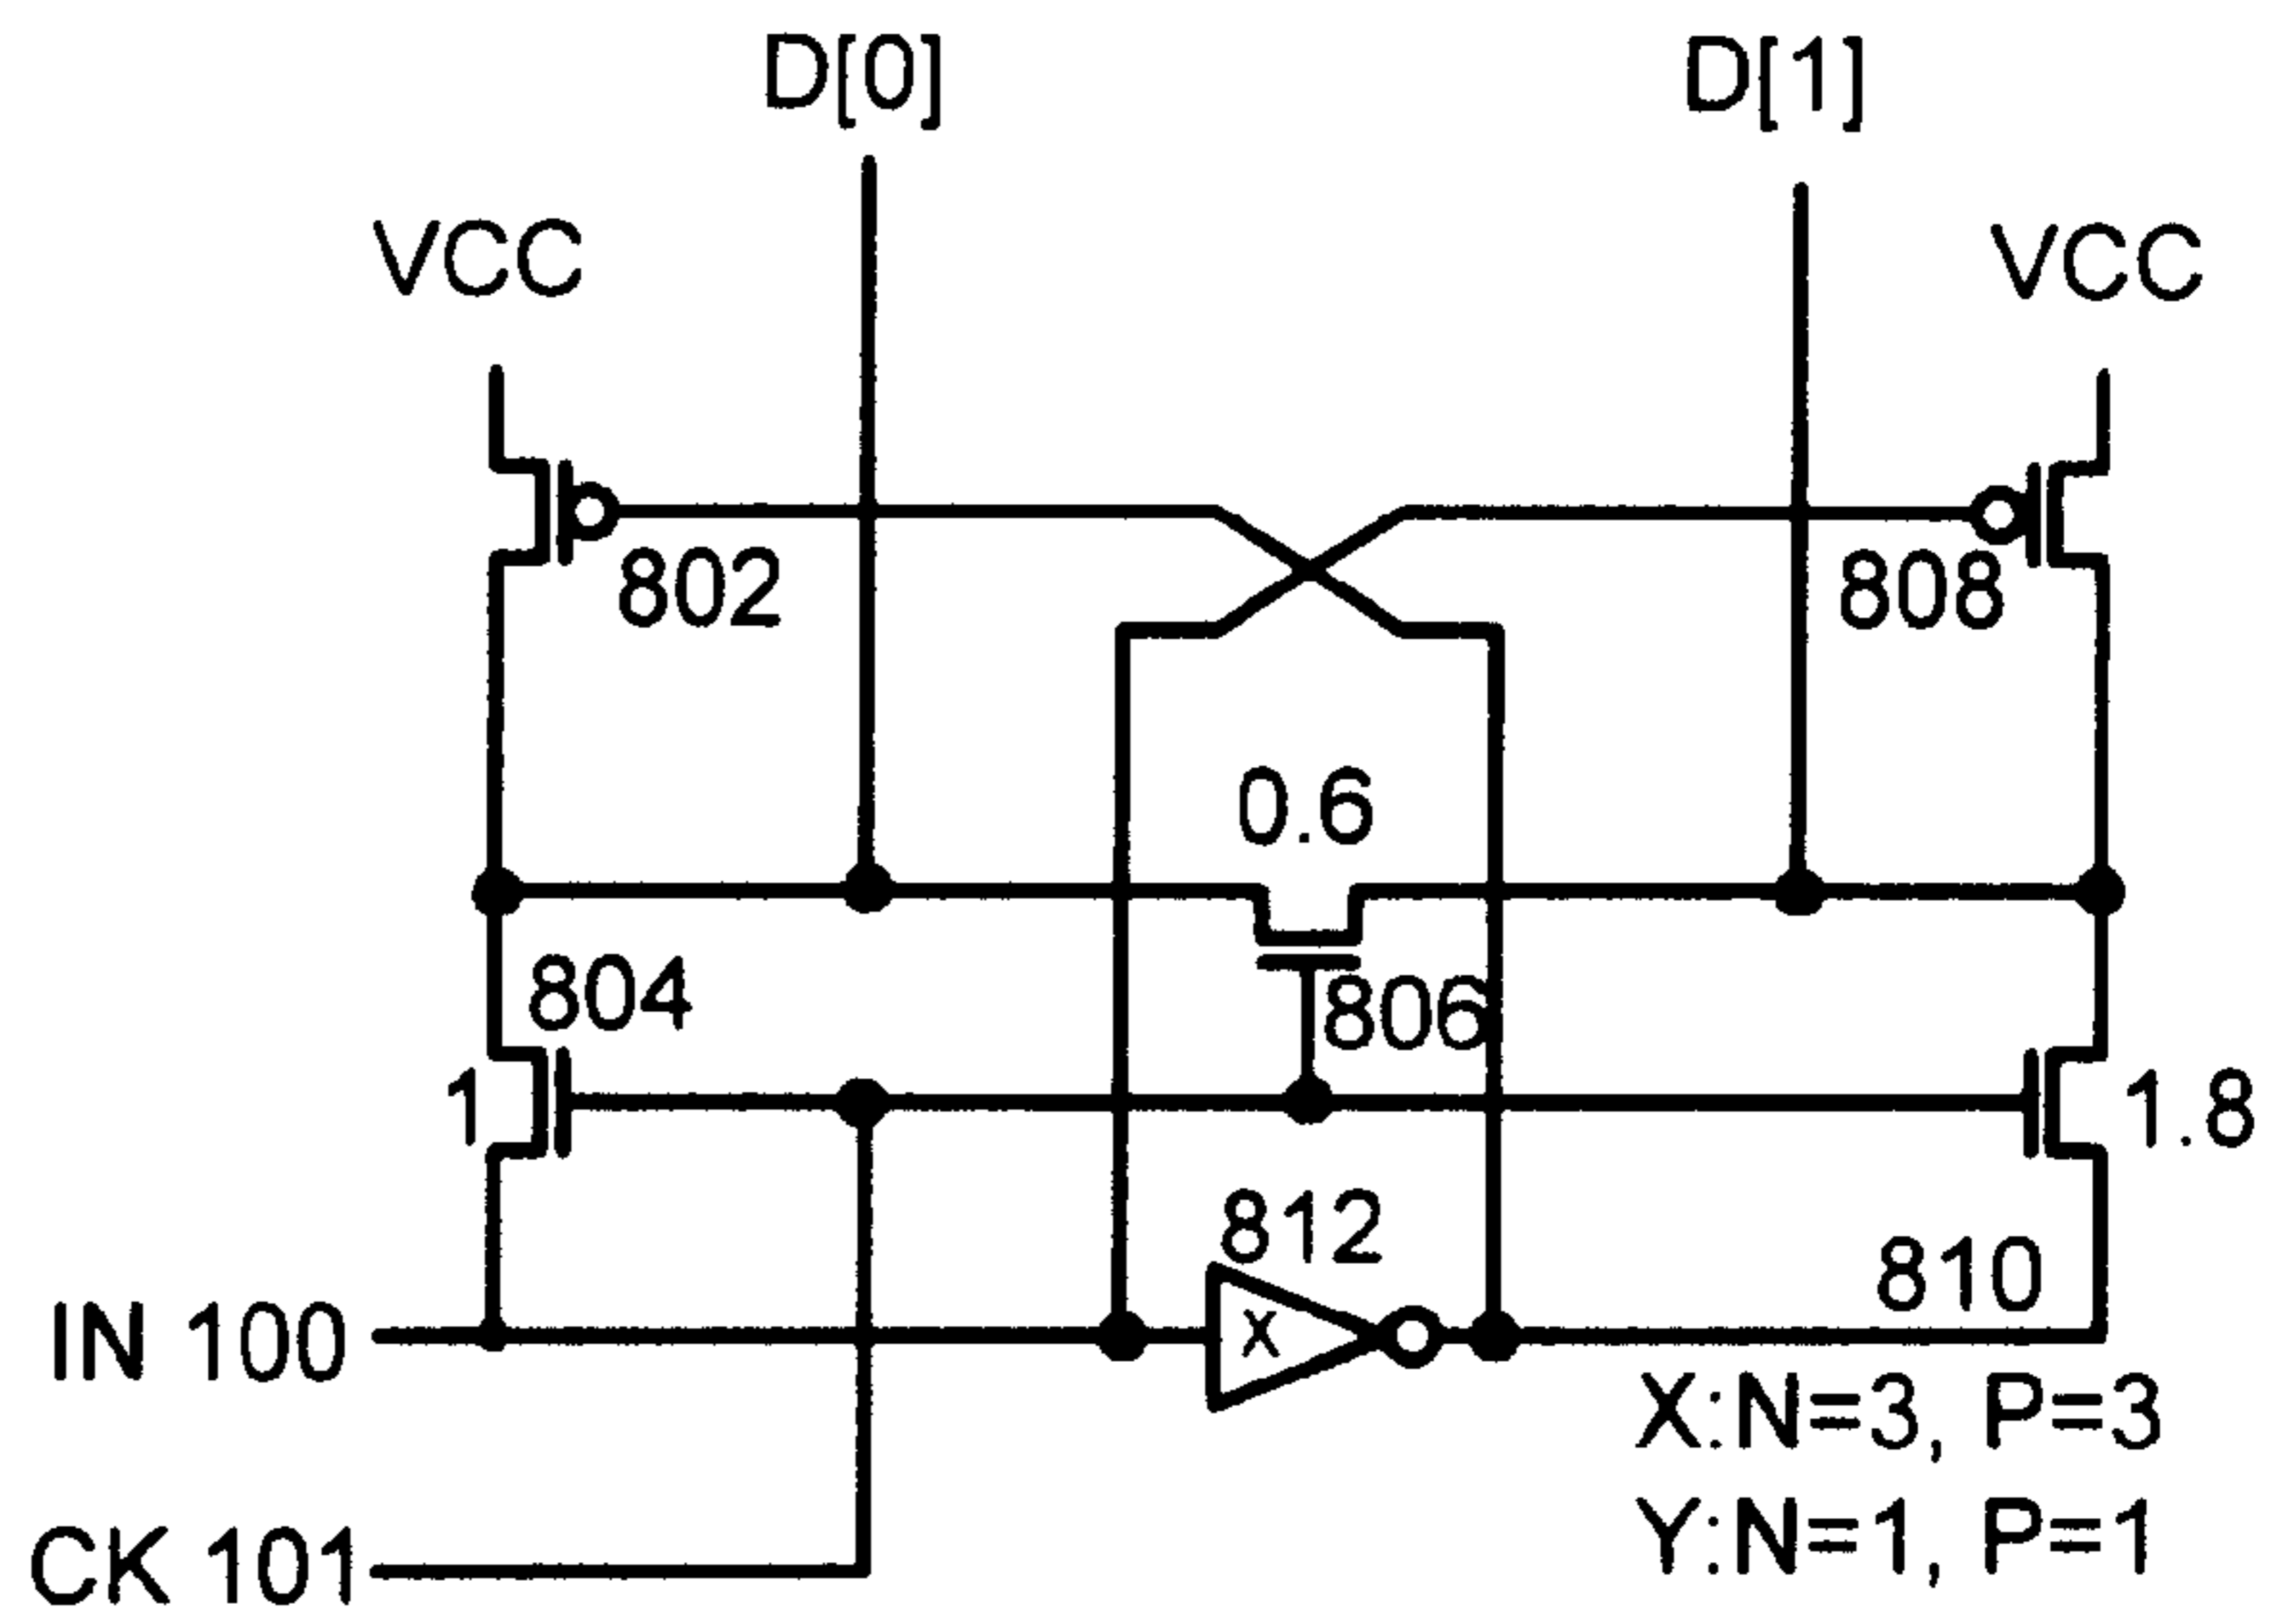 D[0]
D[1]
VCC
VCC
802
808
0.6
804
806
1
1.8
812
810
IN 100
X
X:N=3, P=3
CK 101
Y:N=1, P=1